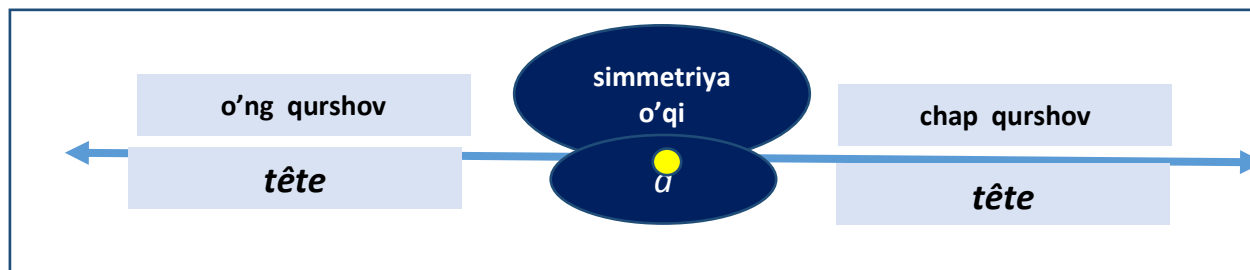 o’ng qurshov
simmetriya
o’qi
chap qurshov
tête
à
tête